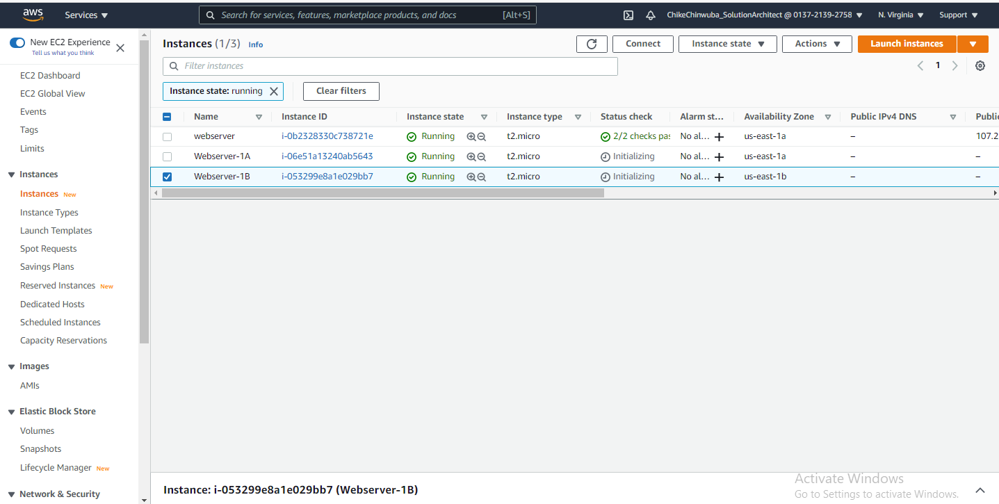 aws Services Search for services, features, marketplace products, and docs [Alt+S] ChikeChinwuba_SolutionArchitect @ 0137-2139-2758 N. Virginia Support
New EC2 Experience
Tell us what you think
EC2 Dashboard
EC2 Global View
Events
Tags
Limits
Instances
Instances New
Instance Types
Launch Templates
Spot Requests
Savings Plans
Reserved Instances New
Dedicated Hosts
Scheduled Instances
Capacity Reservations
Images
AMIs
Elastic Block Store
Volumes
Snapshots
Lifecycle Manager New
Network & Security
Instances (1/3) Info Connect Instance state Actions Launch instances
Filter instances 1
Instance state: running Clear filters
Name Instance ID Instance state Instance type Status check Alarm st... Availability Zone Public IPv4 DNS Public
webserver i-0b2328330c738721e Running t2.micro 2/2 checks pas No al... us-east-1a – 107.2
Webserver-1A i-06e51a13240ab5643 Running t2.micro Initializing No al... us-east-1a – –
Webserver-1B i-053299e8a1e029bb7 Running t2.micro Initializing No al... us-east-1b – –
Instance: i-053299e8a1e029bb7 (Webserver-1B)
Activate Windows
Go to Settings to activate Windows.